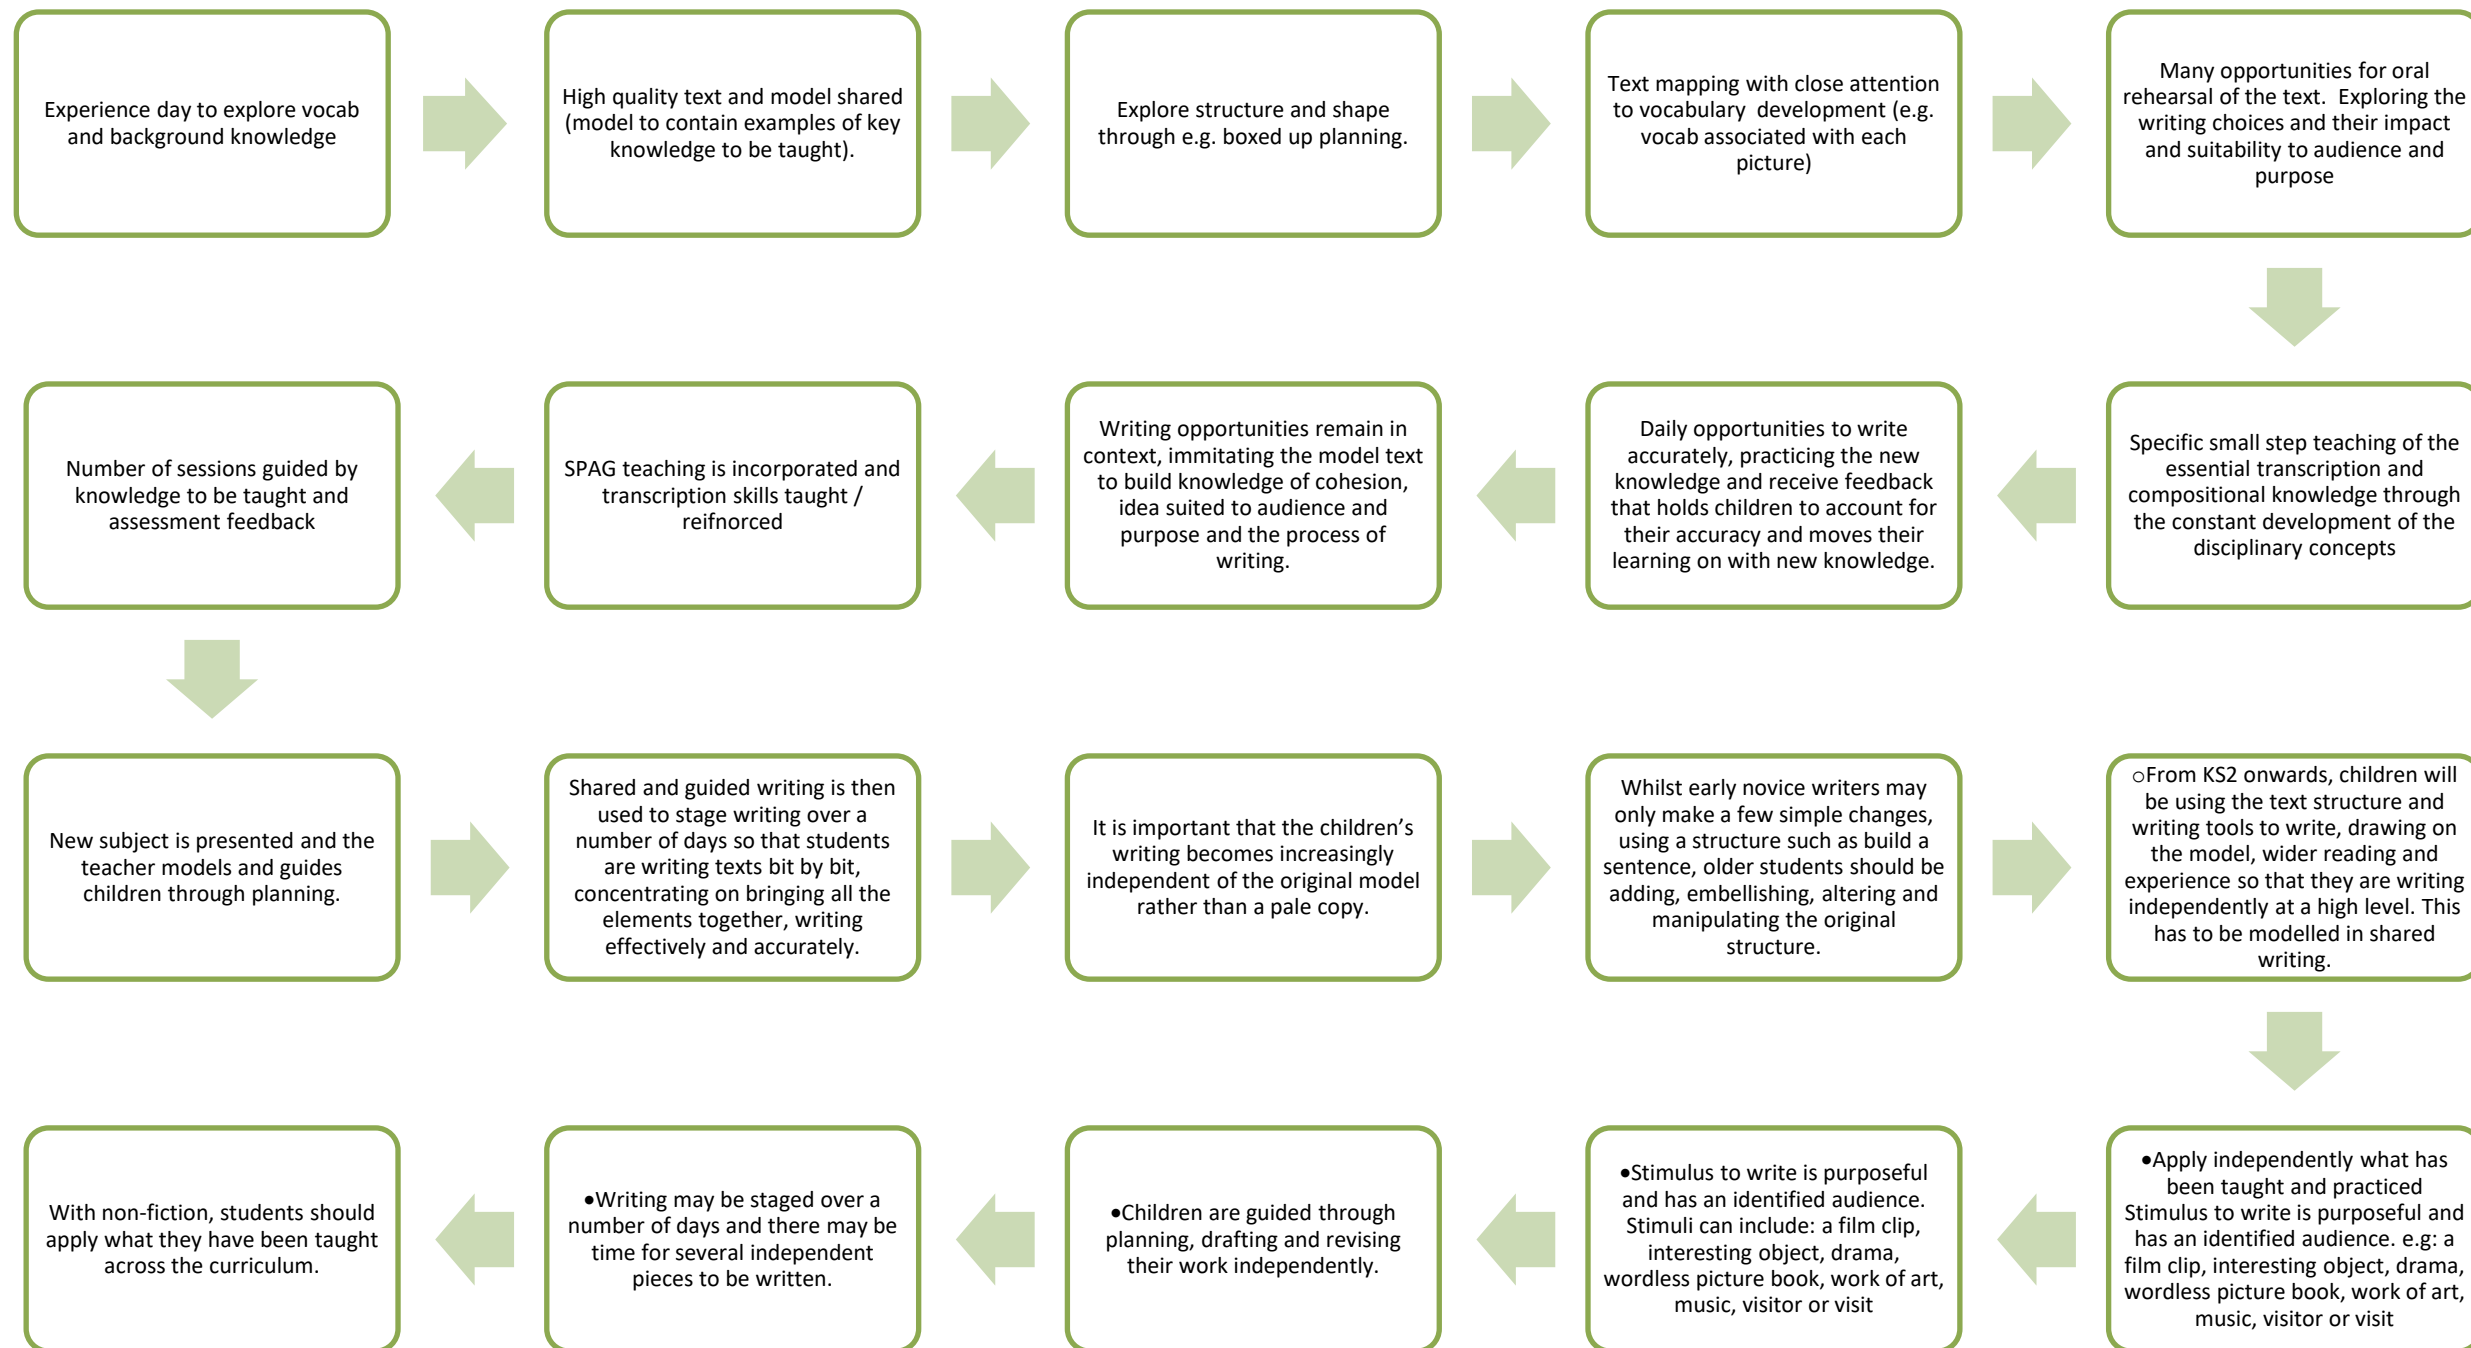 Experience day to explore vocab
and background knowledge
High quality text and model shared
(model to contain examples of key
knowledge to be taught).
Explore structure and shape
through e.g. boxed up planning.
Text mapping with close attention
to vocabulary development (e.g.
vocab associated with each
picture)
Many opportunities for oral
rehearsal of the text. Exploring the
writing choices and their impact
and suitability to audience and
purpose
Specific small step teaching of the
essential transcription and
compositional knowledge through
the constant development of the
disciplinary concepts
Daily opportunities to write
accurately, practicing the new
knowledge and receive feedback
that holds children to account for
their accuracy and moves their
learning on with new knowledge.
Writing opportunities remain in
context, immitating the model text
to build knowledge of cohesion,
idea suited to audience and
purpose and the process of
writing.
SPAG teaching is incorporated and
transcription skills taught /
reifnorced
Number of sessions guided by
knowledge to be taught and
assessment feedback
New subject is presented and the
teacher models and guides
children through planning.
Shared and guided writing is then
used to stage writing over a
number of days so that students
are writing texts bit by bit,
concentrating on bringing all the
elements together, writing
effectively and accurately.
It is important that the children’s
writing becomes increasingly
independent of the original model
rather than a pale copy.
Whilst early novice writers may
only make a few simple changes,
using a structure such as build a
sentence, older students should be
adding, embellishing, altering and
manipulating the original
structure.
○From KS2 onwards, children will
be using the text structure and
writing tools to write, drawing on
the model, wider reading and
experience so that they are writing
independently at a high level. This
has to be modelled in shared
writing.
•Apply independently what has
been taught and practiced
Stimulus to write is purposeful and
has an identified audience. e.g: a
film clip, interesting object, drama,
wordless picture book, work of art,
music, visitor or visit
•Stimulus to write is purposeful
and has an identified audience.
Stimuli can include: a film clip,
interesting object, drama,
wordless picture book, work of art,
music, visitor or visit
•Children are guided through
planning, drafting and revising
their work independently.
•Writing may be staged over a
number of days and there may be
time for several independent
pieces to be written.
With non-fiction, students should
apply what they have been taught
across the curriculum.